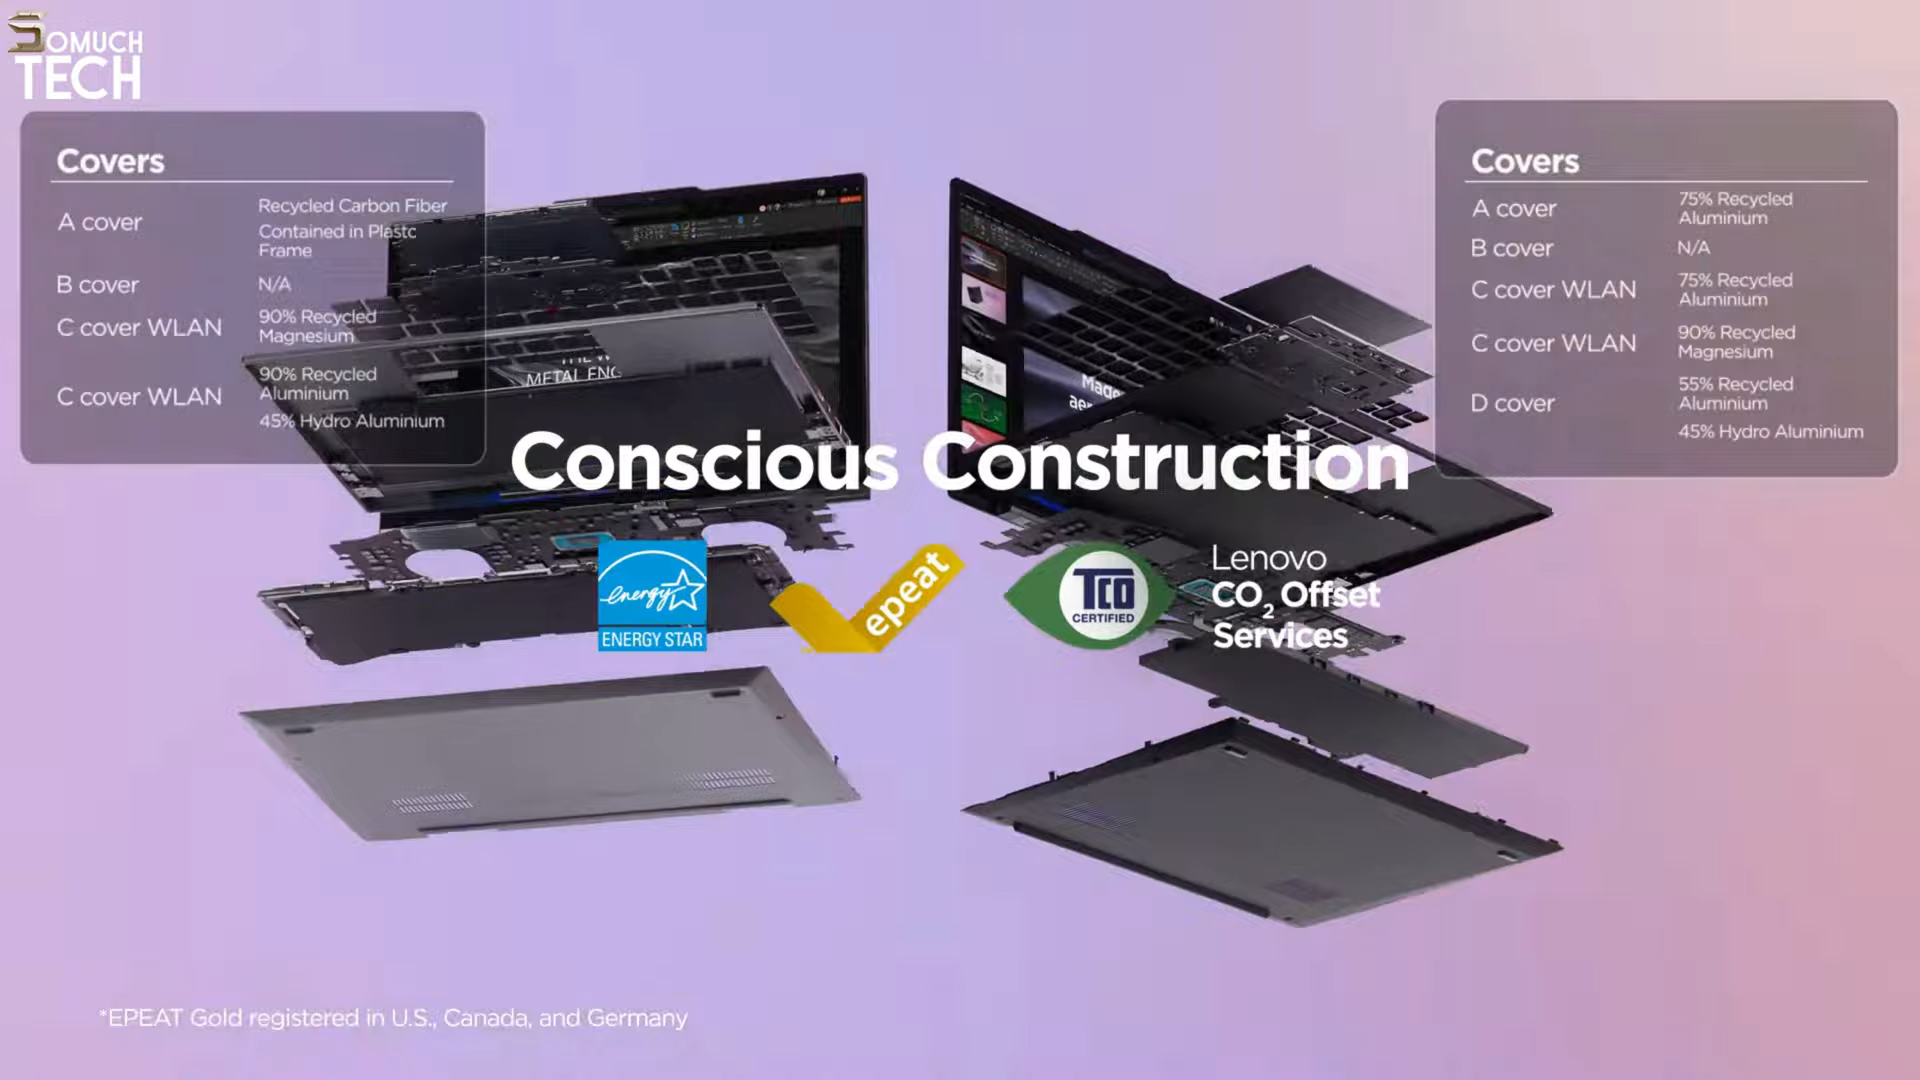 SOMUCH
TECH
Covers
A cover
Recycled Carbon Fiber
Contained in Plastc
Frame
B cover
N/A
C cover WLAN
90% Recycled
Magnesium
C cover WLAN
90% Recycled
Aluminium
45% Hydro Aluminium
Covers
A cover
75% Recycled
Aluminium
B cover
N/A
C cover WLAN
75% Recycled
Aluminium
C cover WLAN
90% Recycled
Magnesium
D cover
55% Recycled
Aluminium
45% Hydro Aluminium
METAL
Conscious Construction
energy
ENERGY STAR
epeat
TCO
CERTIFIED
Lenovo
CO₂ Offset
Services
*EPEAT Gold registered in U.S., Canada, and Germany